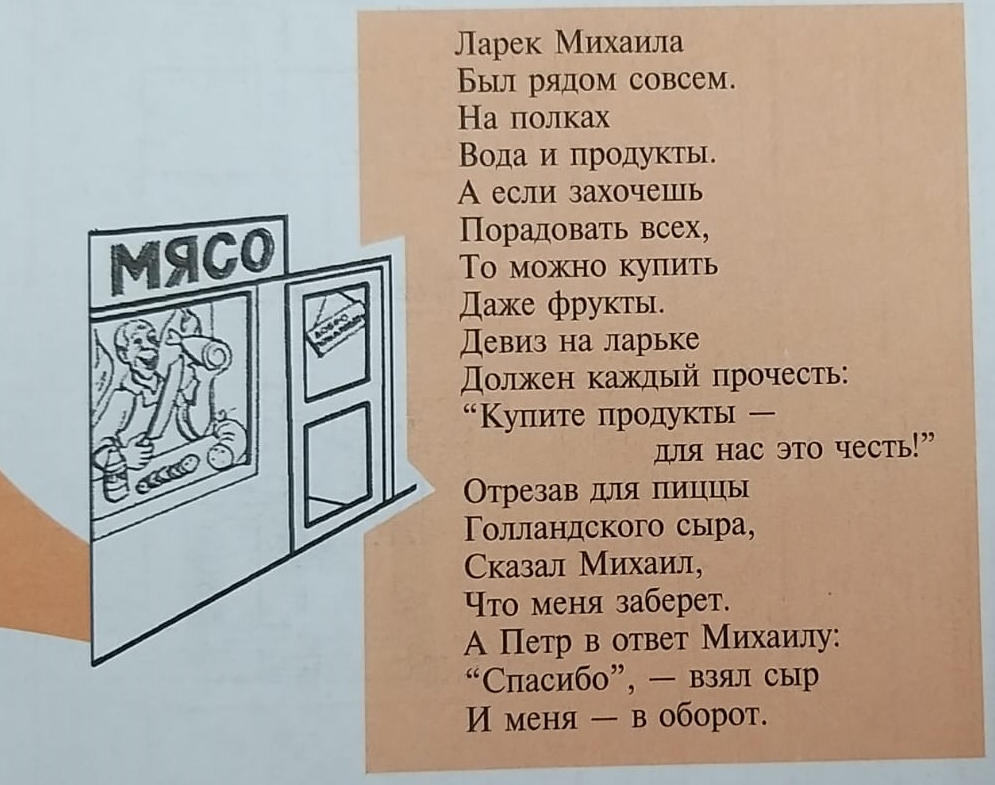 Ларек Михаила
Был рядом совсем.
На полках
Вода и продукты.
А если захочешь
Порадовать всех,
То можно купить
Даже фрукты.
Девиз на ларьке
Должен каждый прочесть:
“Купите продукты —
для нас это честь!”
Отрезав для пиццы
Голландского сыра,
Сказал Михаил,
Что меня заберет.
А Петр в ответ Михаилу:
“Спасибо”, — взял сыр
И меня — в оборот.
МЯСО